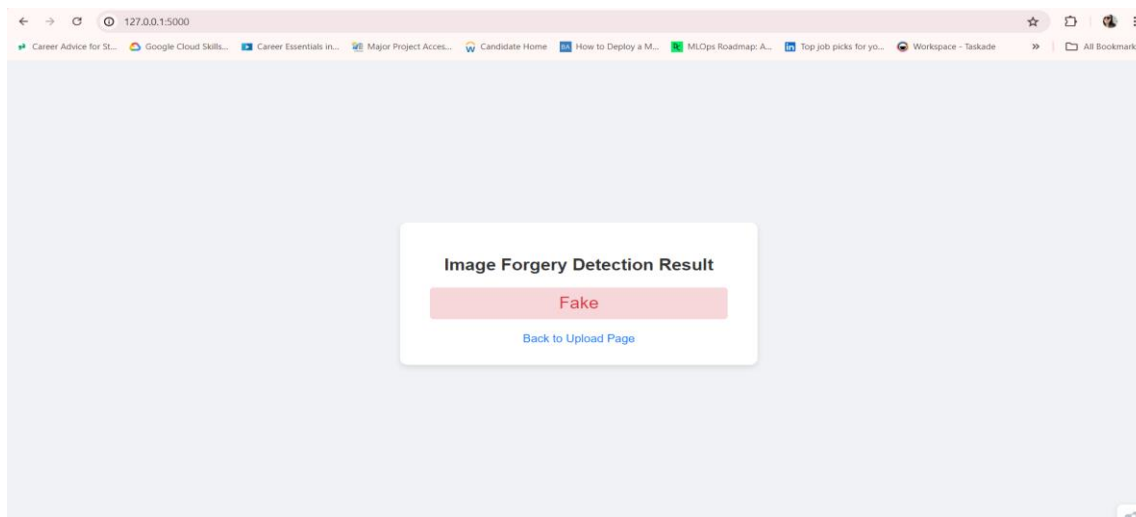 127.0.0.1:5000
Career Advice for St... Google Cloud Skills... Career Essentials in... Major Project Acces... Candidate Home How to Deploy a M... MLOps Roadmap: A... Top job picks for yo... Workspace - Taskade » All Bookmark
Image Forgery Detection Result
Fake
Back to Upload Page